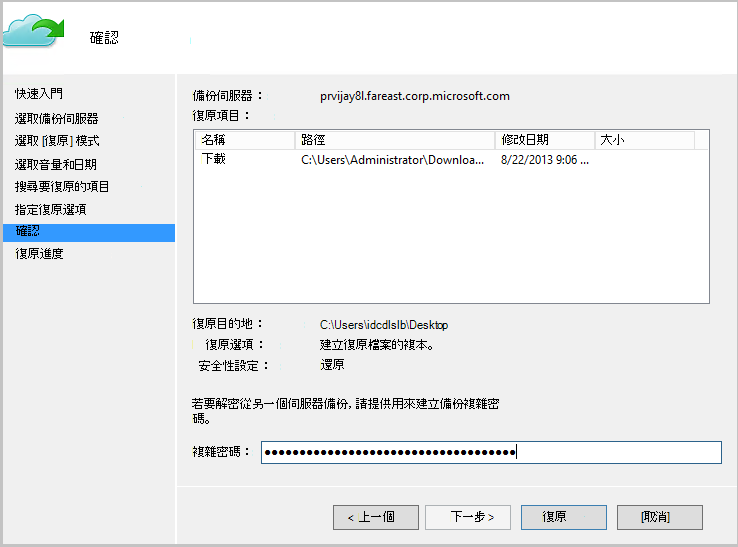 確認
快速入門
選取備份伺服器
選取 [復原] 模式
選取音量和日期
搜尋要復原的項目
指定復原選項
確認
復原進度
備份伺服器： prvijay8l.fareast.corp.microsoft.com
復原項目：
名稱 路徑 修改日期 大小
下載 C:\Users\Administrator\Downloa... 8/22/2013 9:06 ...
復原目的地： C:\Users\idcdlslb\Desktop
復原選項： 建立復原檔案的複本。
安全性設定： 還原
若要解密從另一個伺服器備份, 請提供用來建立備份複雜密
碼。
複雜密碼：
< 上一個 下一步 > 復原 [取消]